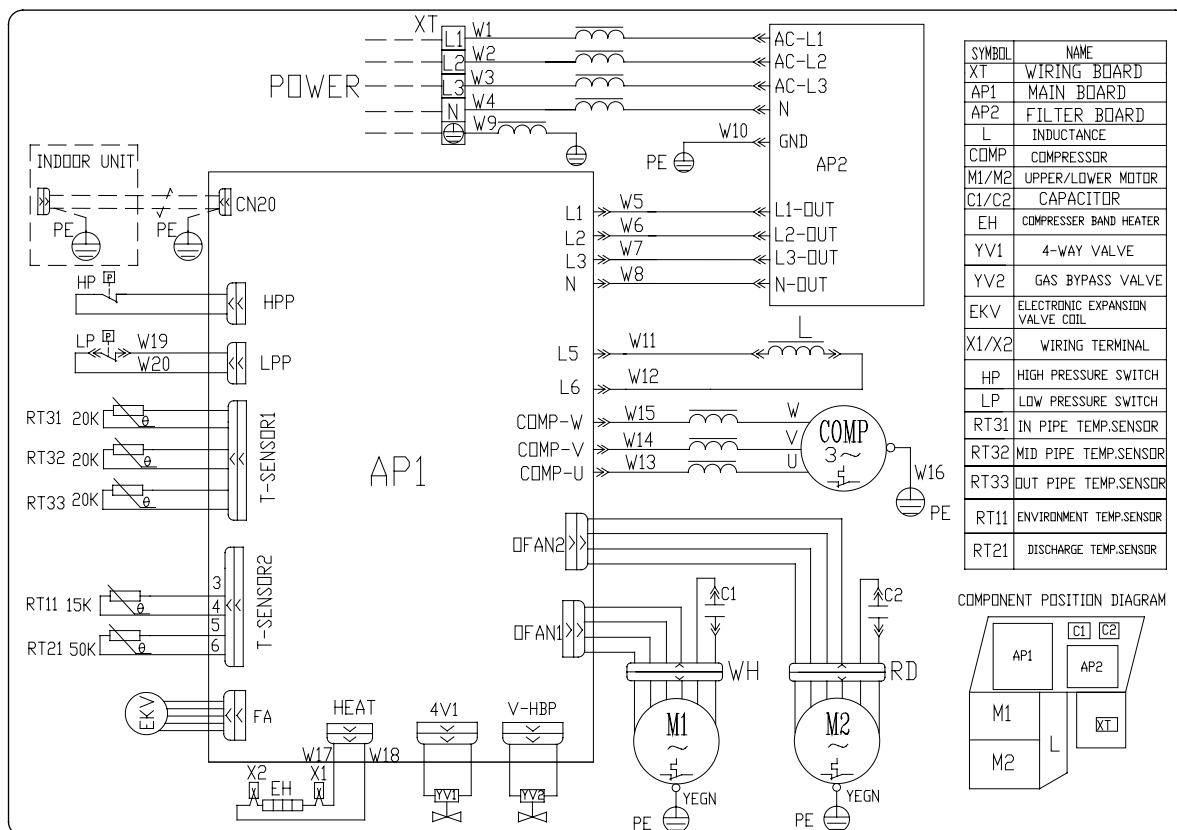 XT
POWER
L1 W1 AC-L1
L2 W2 AC-L2
L3 W3 AC-L3
N W4 N
W9
W10 GND
PE
AP2
INDOOR UNIT
PE PE
CN20
L1 W5 L1-OUT
L2 W6 L2-OUT
L3 W7 L3-OUT
N W8 N-OUT
HP P
HPP
LP P W19
W20
LPP
L
L5 W11
L6 W12
RT31 20K θ
RT32 20K θ
RT33 20K θ
T-SENSOR1
AP1
COMP-W W15 W
COMP-V W14 V
COMP-U W13 U
COMP
3 ~
W16
PE
OFAN2
OFAN1
3
4
5
6
T-SENSOR2
RT11 15K θ
RT21 50K θ
C1
C2
WH
RD
M1
~
M2
~
YEGN
YEGN
PE
PE
EKV
FA
HEAT
4V1
V-HBP
W17 W18
X2 EH X1
YV1
YV2
SYMBOL NAME
XT WIRING BOARD
AP1 MAIN BOARD
AP2 FILTER BOARD
L INDUCTANCE
COMP COMPRESSOR
M1/M2 UPPER/LOWER MOTOR
C1/C2 CAPACITOR
EH COMPRESSER BAND HEATER
YV1 4-WAY VALVE
YV2 GAS BYPASS VALVE
EKV ELECTRONIC EXPANSION
VALVE COIL
X1/X2 WIRING TERMINAL
HP HIGH PRESSURE SWITCH
LP LOW PRESSURE SWITCH
RT31 IN PIPE TEMP.SENSOR
RT32 MID PIPE TEMP.SENSOR
RT33 OUT PIPE TEMP.SENSOR
RT11 ENVIRONMENT TEMP.SENSOR
RT21 DISCHARGE TEMP.SENSOR
COMPONENT POSITION DIAGRAM
C1 C2
AP1 AP2
M1
XT
L
M2